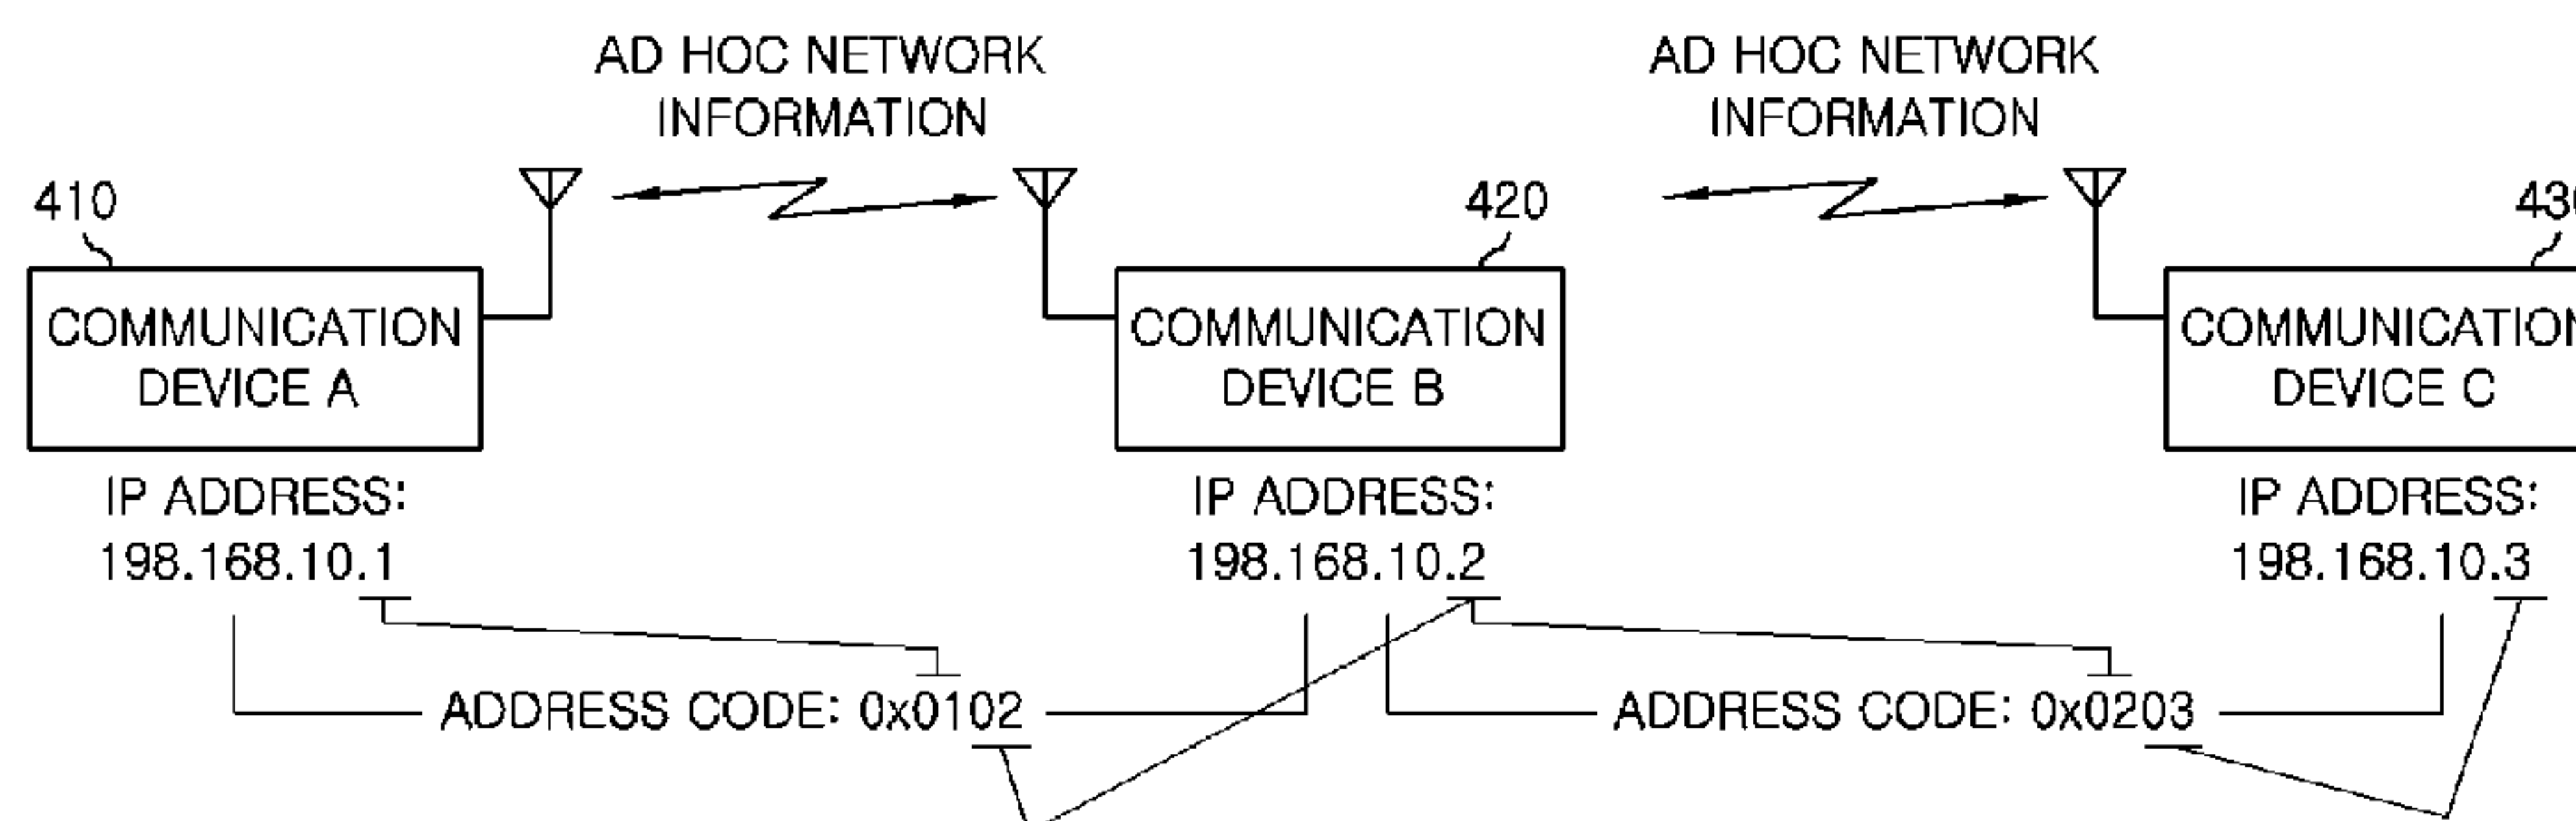 AD HOC NETWORK
INFORMATION
AD HOC NETWORK
INFORMATION
410
420
430
COMMUNICATION
DEVICE A
COMMUNICATION
DEVICE B
COMMUNICATION
DEVICE C
IP ADDRESS:
198.168.10.1
IP ADDRESS:
198.168.10.2
IP ADDRESS:
198.168.10.3
ADDRESS CODE: 0x0102
ADDRESS CODE: 0x0203